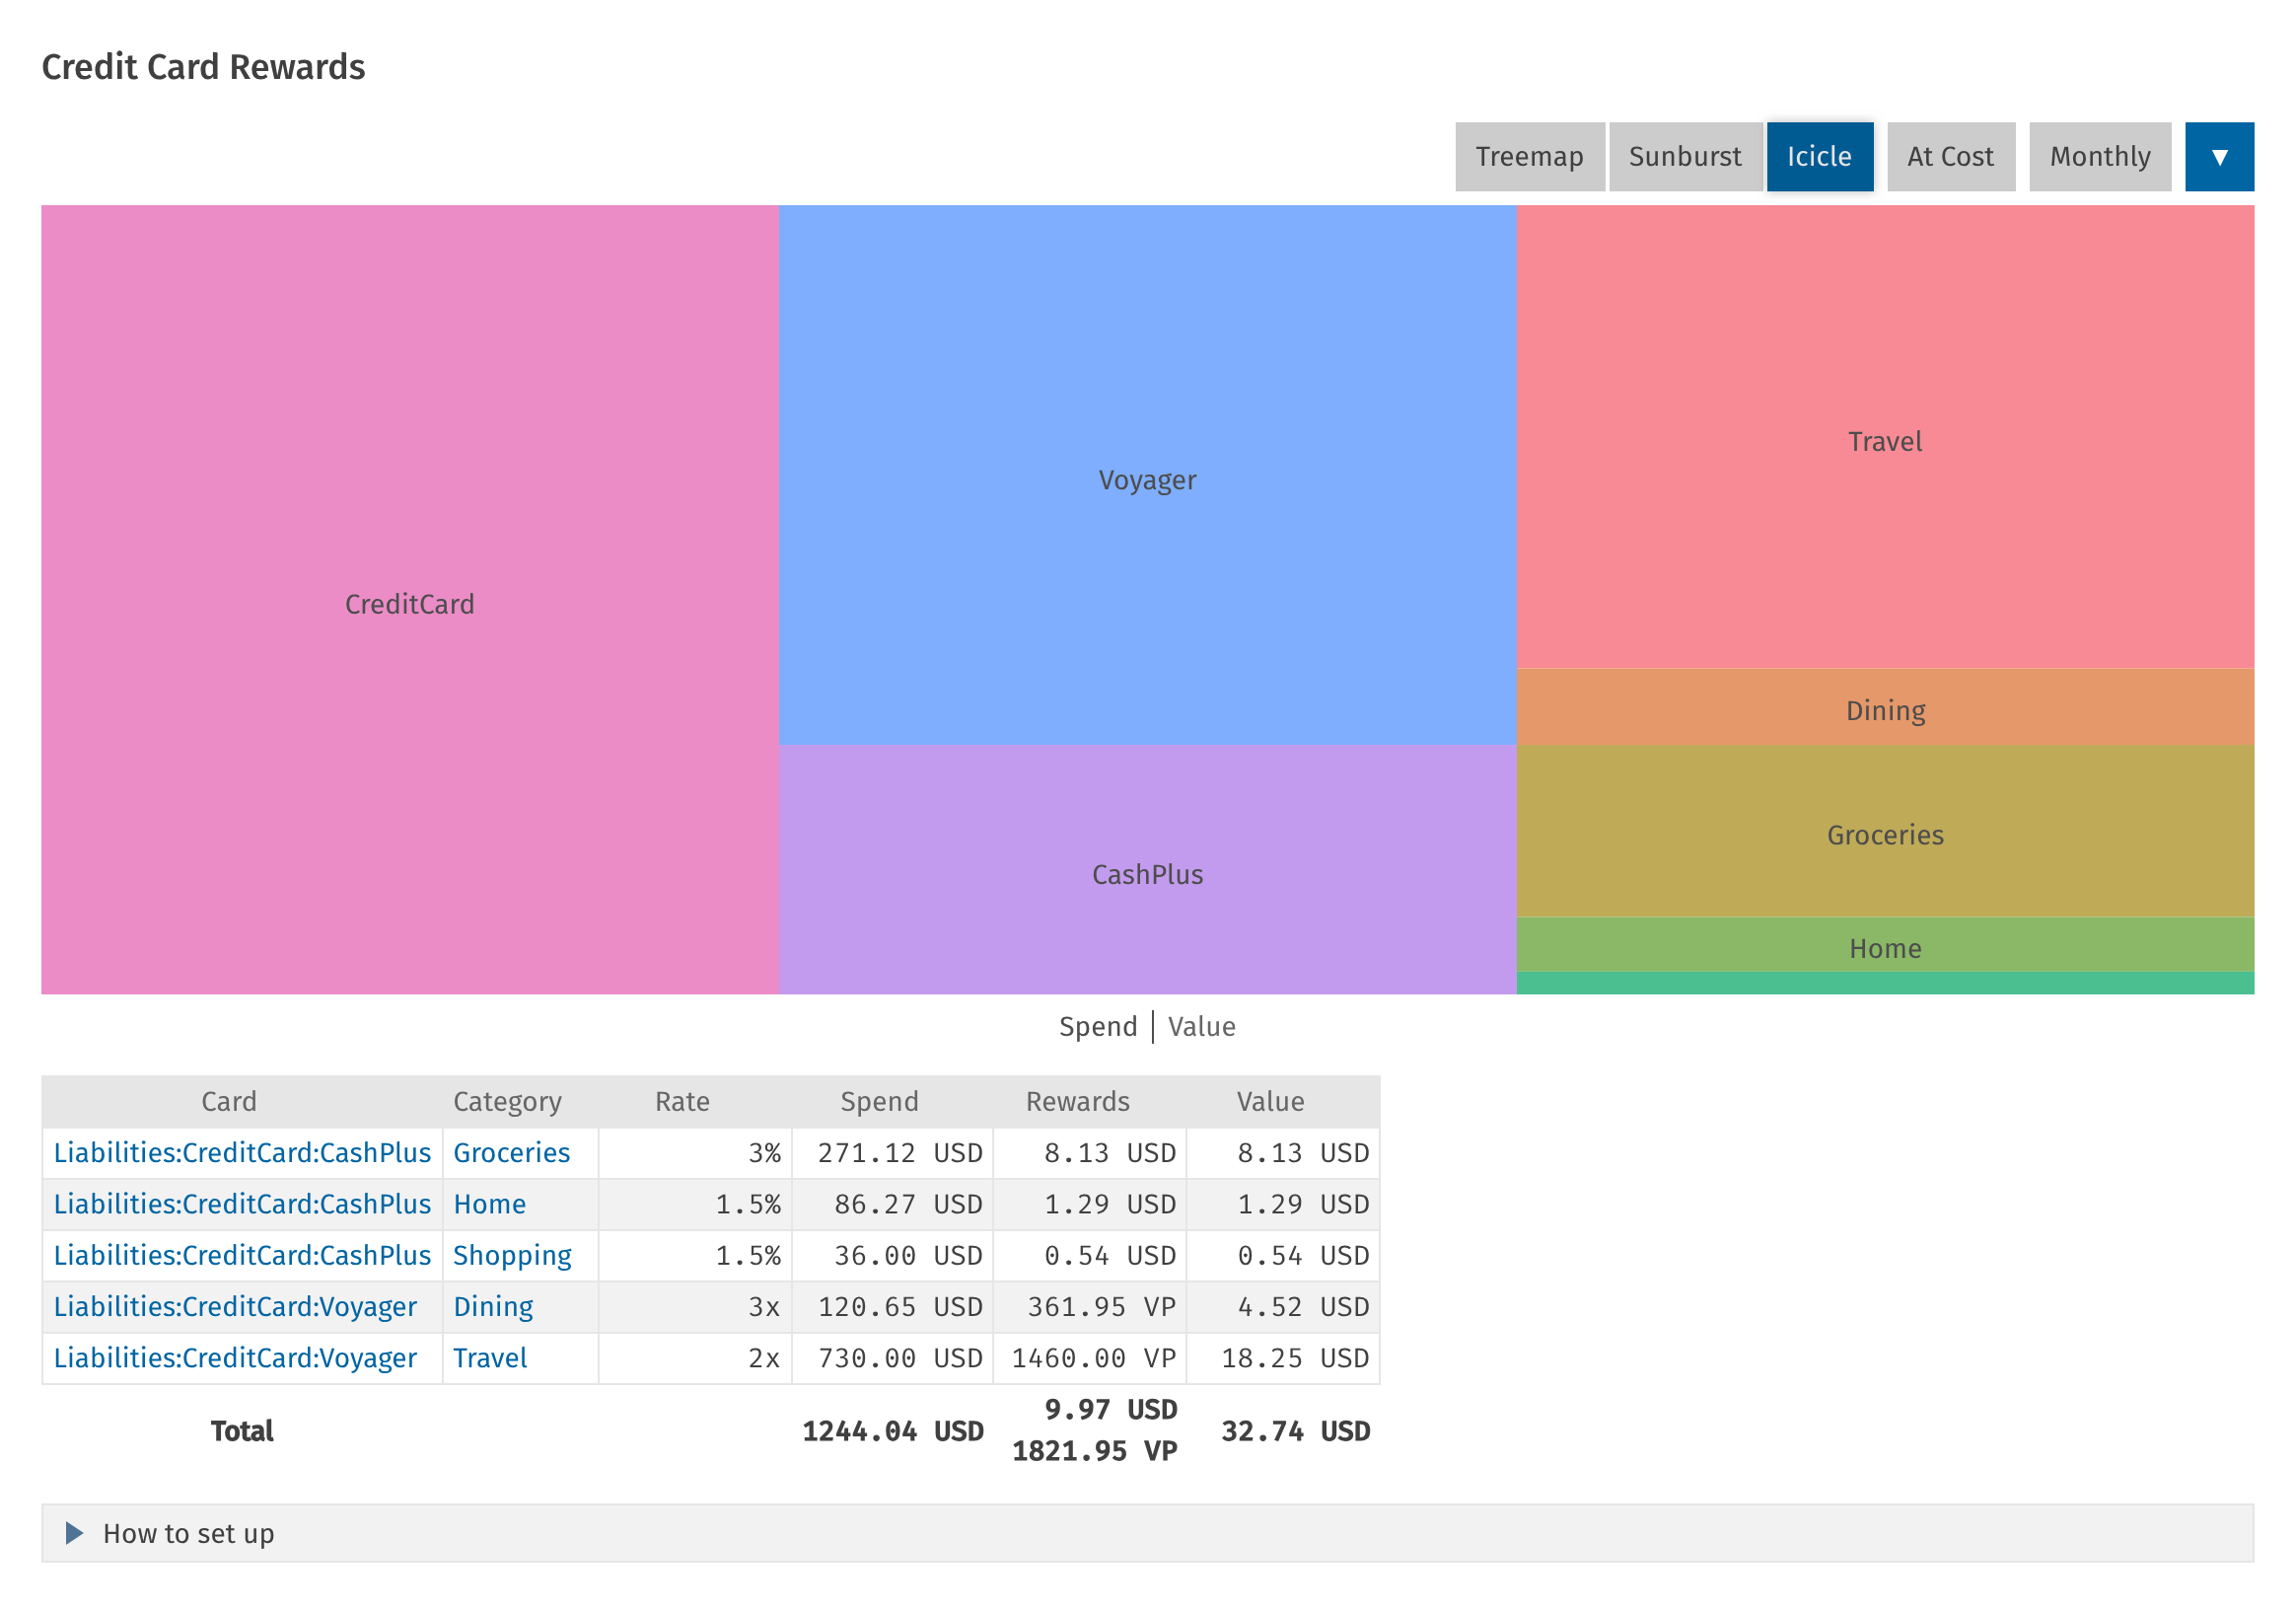 Credit Card Rewards
Treemap Sunburst Icicle At Cost Monthly ▼
CreditCard
Voyager
CashPlus
Travel
Dining
Groceries
Home
Spend | Value
Card Category Rate Spend Rewards Value
Liabilities:CreditCard:CashPlus Groceries 3% 271.12 USD 8.13 USD 8.13 USD
Liabilities:CreditCard:CashPlus Home 1.5% 86.27 USD 1.29 USD 1.29 USD
Liabilities:CreditCard:CashPlus Shopping 1.5% 36.00 USD 0.54 USD 0.54 USD
Liabilities:CreditCard:Voyager Dining 3x 120.65 USD 361.95 VP 4.52 USD
Liabilities:CreditCard:Voyager Travel 2x 730.00 USD 1460.00 VP 18.25 USD
Total 1244.04 USD 9.97 USD 32.74 USD
1821.95 VP
How to set up